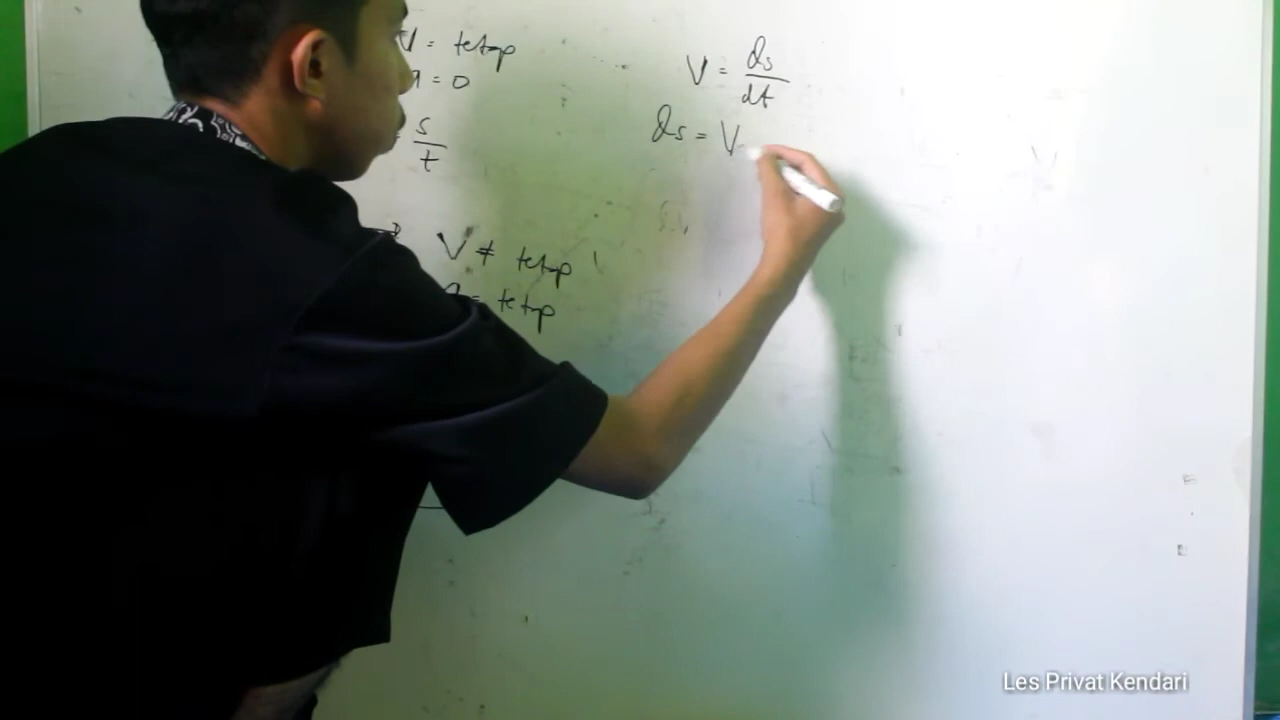 V = tetap
a = 0
= s/t
V ≠ tetap
a = tetap
V = ds/dt
ds = V
Les Privat Kendari